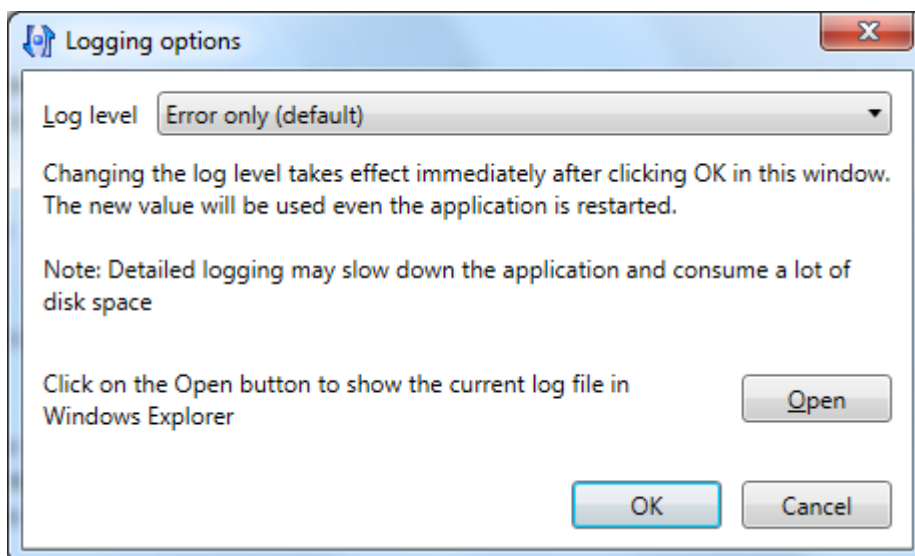 Logging options
Log level Error only (default)
Changing the log level takes effect immediately after clicking OK in this window.
The new value will be used even the application is restarted.
Note: Detailed logging may slow down the application and consume a lot of
disk space
Click on the Open button to show the current log file in
Windows Explorer
Open
OK Cancel